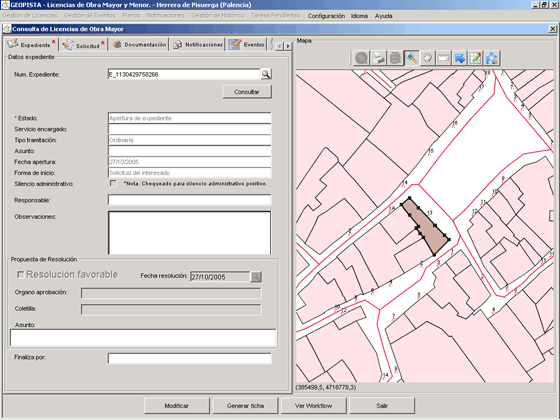 GEOPISTA - Licencias de Obra Mayor y Menor. - Herrera de Pisuerga (Palencia)
Gestión de Licencias Gestión de Eventos Planos Notificaciones Gestión de Histórico Tareas Pendientes Configuración Idioma Ayuda
Consulta de Licencias de Obra Mayor
Expediente * Solicitud * Documentación Notificaciones Eventos
Mapa
Datos expediente
Num. Expediente: E_1130429758266
Consultar
* Estado: Apertura de expediente
Servicio encargado:
Tipo tramitación: Ordinaria
Asunto:
Fecha apertura: 27/10/2005
Forma de inicio: Solicitud del interesado
Silencio administrativo: *Nota. Chequeado para silencio administrativo positivo.
Responsable:
Observaciones:
Propuesta de Resolución
Resolución favorable Fecha resolución: 27/10/2005
Organo aprobación:
Coletilla:
Asunto:
Finaliza por:
13
(385499,5, 4718778,3)
Modificar Generar ficha Ver Workflow Salir